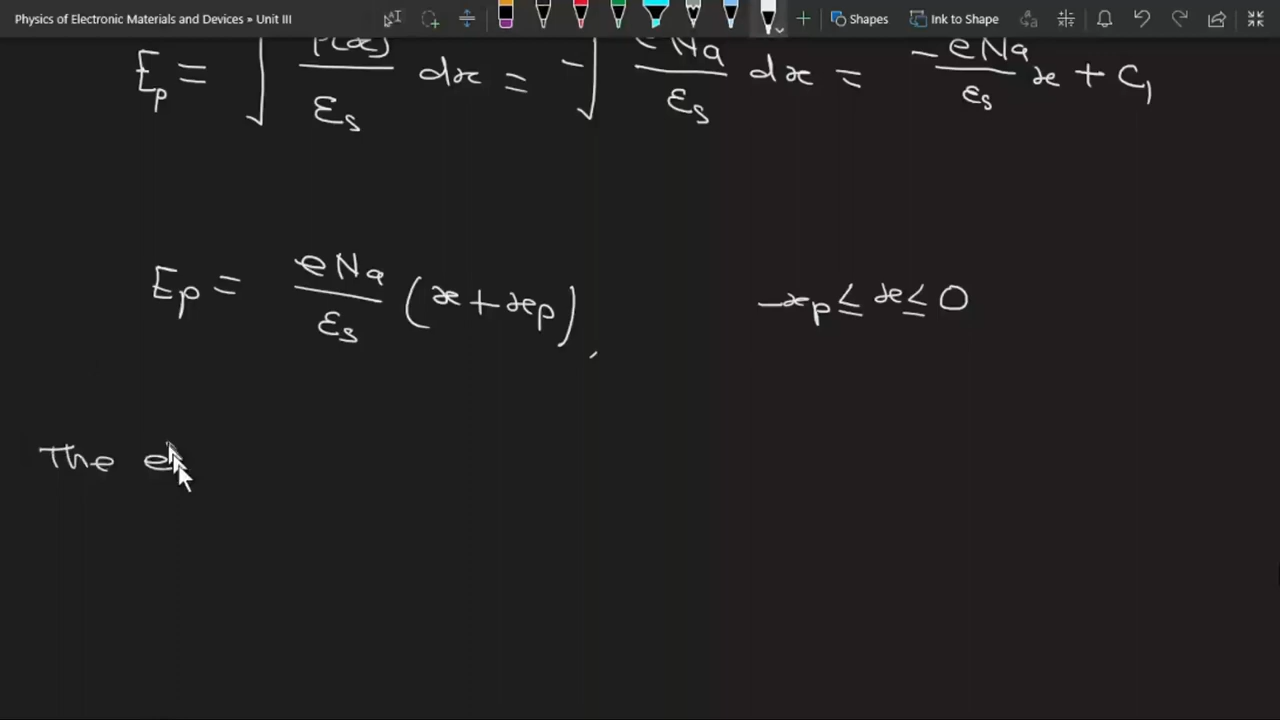 Physics of Electronic Materials and Devices » Unit III
Shapes
Ink to Shape
Ep = ∫ ρ(x)/εs dx = -∫ eNa/εs dx = -eNa/εs x + C1
Ep = eNa/εs (x + xp), -xp ≤ x ≤ 0
The e